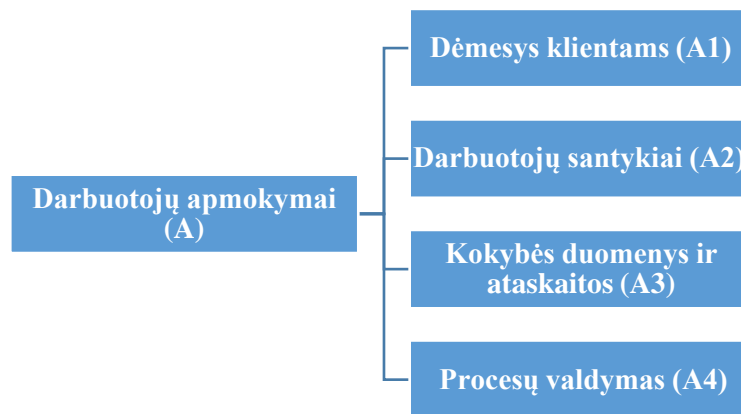 Dėmesys klientams (A1)
Darbuotojų santykiai (A2)
Darbuotojų apmokymai
(A)
Kokybės duomenys ir
ataskaitos (A3)
Procesų valdymas (A4)